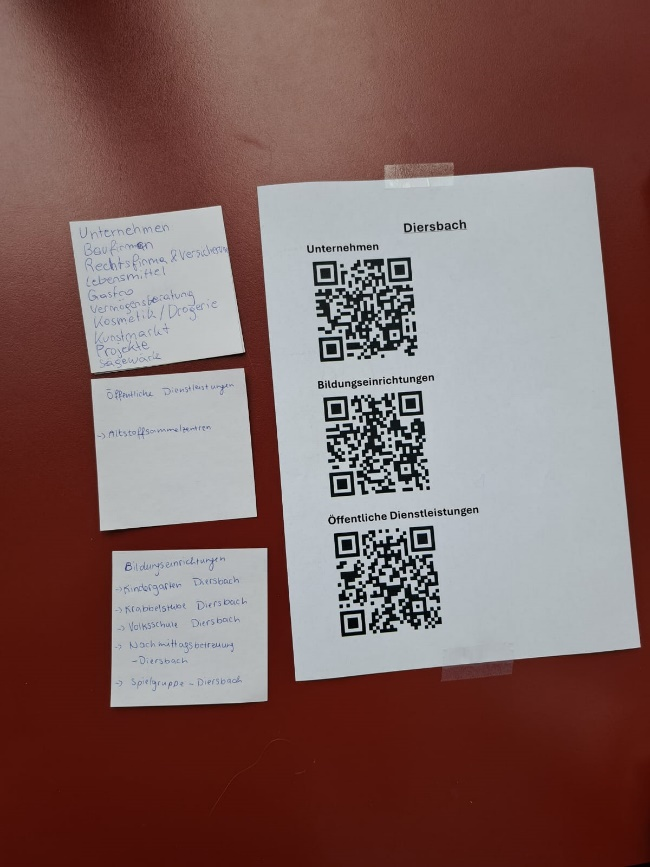 Unternehmen
Baufirmen
Rechtsfirma & Versicherung
Lebensmittel
Gastro
Vermögensberatung
Kosmetik / Drogerie
Kunstmarkt
Projekte
Sägewerk
Öffentliche Dienstleistungen
-> Altstoffsammelzentren
Bildungseinrichtungen
-> Kindergarten Diersbach
-> Krabbelstube Diersbach
-> Volksschule Diersbach
-> Nachmittagsbetreuung
- Diersbach
-> Spielgruppe - Diersbach
Diersbach
Unternehmen
Bildungseinrichtungen
Öffentliche Dienstleistungen